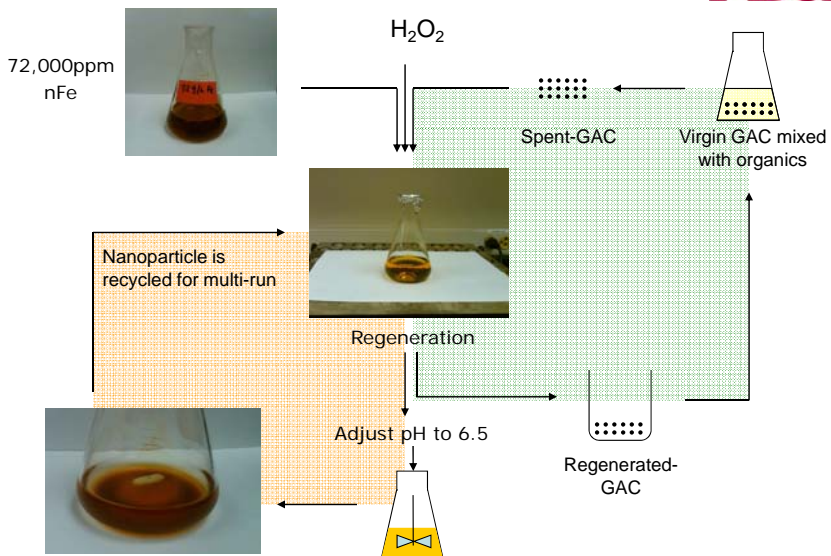 72,000ppm
nFe
H₂O₂
Spent-GAC
Virgin GAC mixed
with organics
Nanoparticle is
recycled for multi-run
Regeneration
Adjust pH to 6.5
Regenerated-
GAC